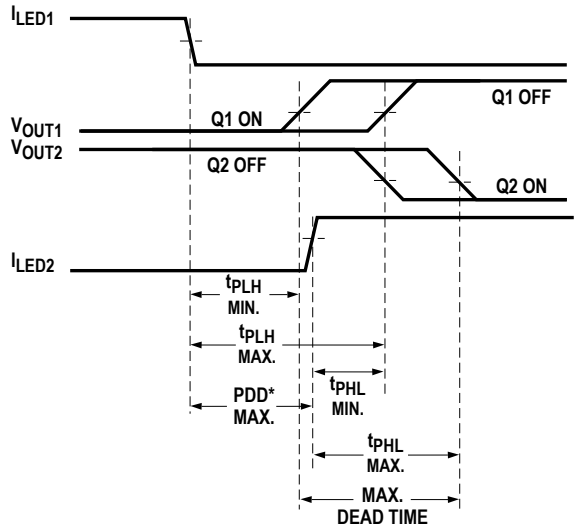 ILED1
Q1 ON
Q1 OFF
VOUT1
VOUT2
Q2 OFF
Q2 ON
ILED2
tPLH
MIN.
tPLH
MAX.
tPHL
MIN.
PDD*
MAX.
tPHL
MAX.
MAX.
DEAD TIME